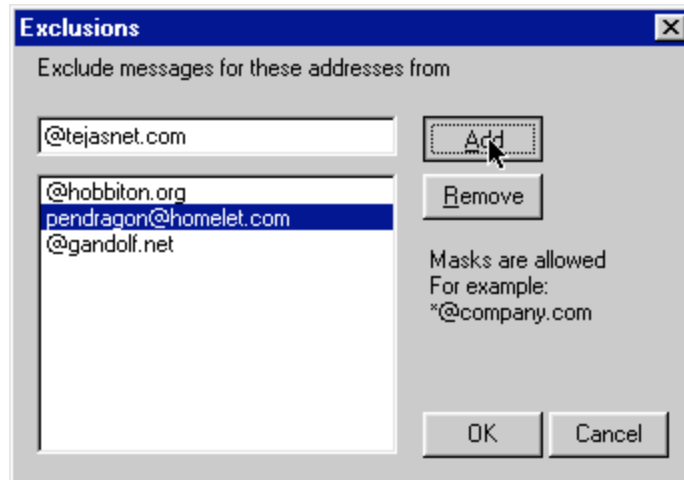 Exclusions
Exclude messages for these addresses from
@tejasnet.com
Add
@hobbiton.org
pendragon@homelet.com
@gandolf.net
Remove
Masks are allowed
For example:
*@company.com
OK
Cancel